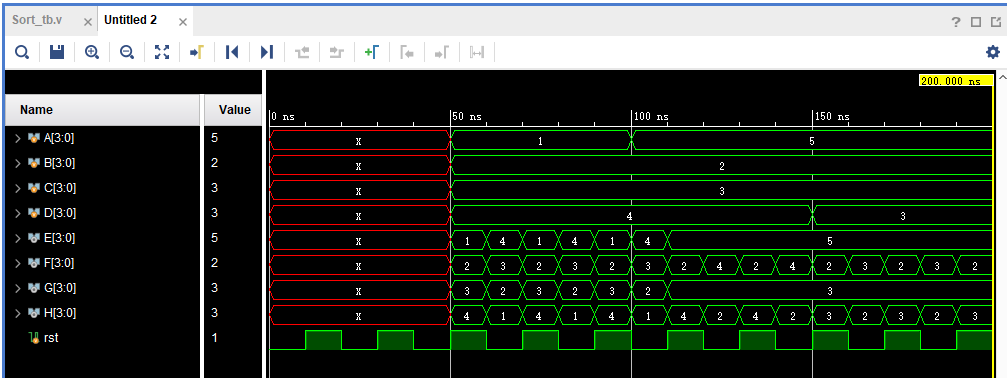 Sort_tb.v × Untitled 2 × ?
200.000 ns
Name Value
0 ns 50 ns 100 ns 150 ns
A[3:0] 5 X 1 5
B[3:0] 2 X 2
C[3:0] 3 X 3
D[3:0] 3 X 4 3
E[3:0] 5 X 1 4 1 4 1 4 5
F[3:0] 2 X 2 3 2 3 2 3 2 4 2 4 2 3 2 3 2
G[3:0] 3 X 3 2 3 2 3 2 3
H[3:0] 3 X 4 1 4 1 4 1 4 2 4 2 3 2 3 2 3
rst 1